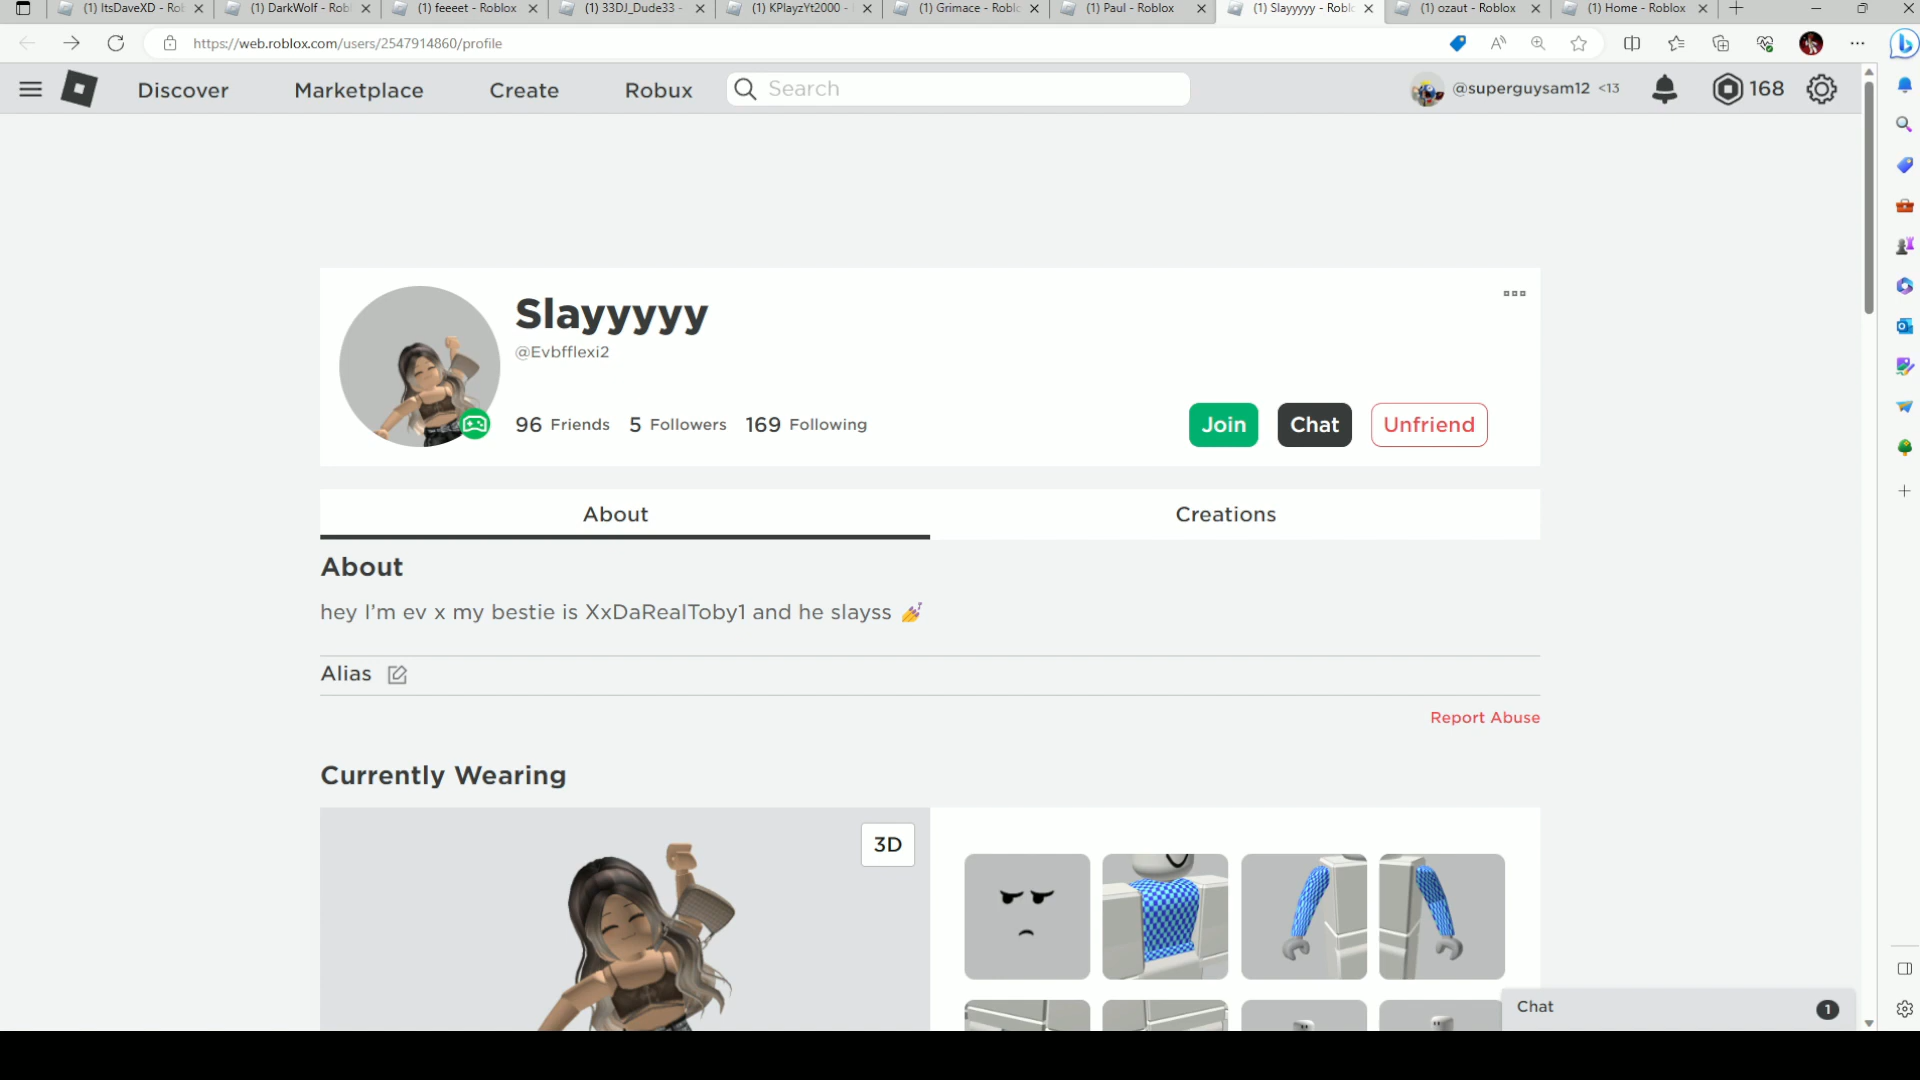 (1) ItsDaveXD - Rob
(1) DarkWolf - Robl
(1) feeeet - Roblox
(1) 33DJ_Dude33 -
(1) KPlayzYt2000 -
(1) Grimace - Roblo
(1) Paul - Roblox
(1) Slayyyyy - Roblo
(1) ozaut - Roblox
(1) Home - Roblox
https://web.roblox.com/users/2547914860/profile
Discover
Marketplace
Create
Robux
Search
@superguysam12 <13
168
Slayyyyy
@Evbfflexi2
96 Friends 5 Followers 169 Following
Join
Chat
Unfriend
About
Creations
About
hey I'm ev x my bestie is XxDaRealToby1 and he slayss 💅
Alias
Report Abuse
Currently Wearing
3D
Chat
1